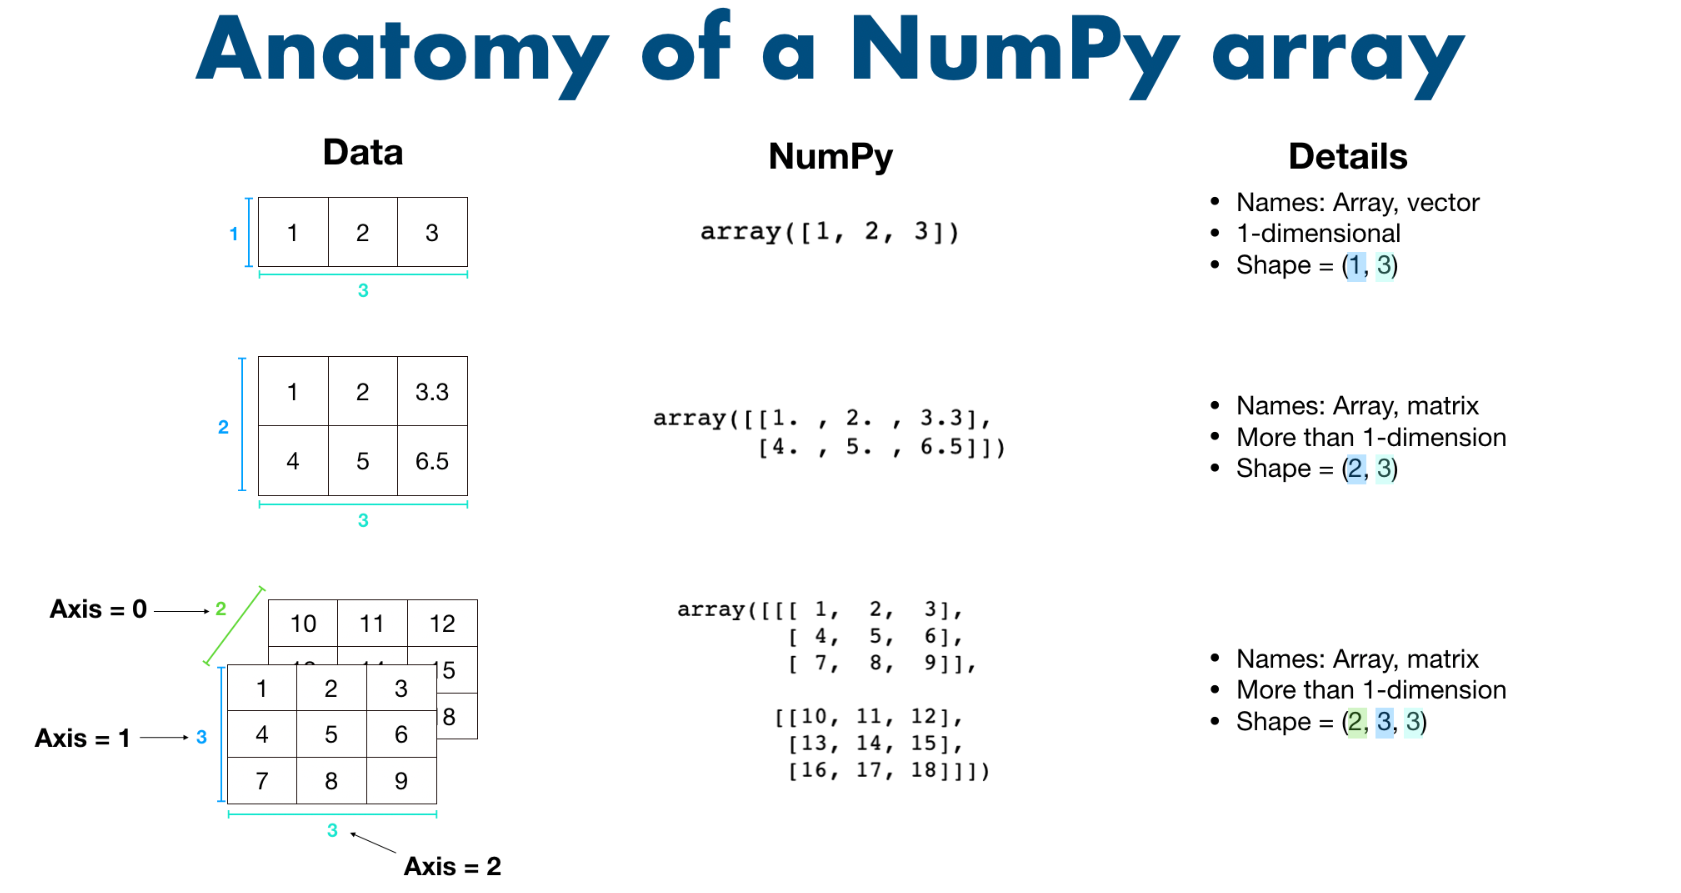 Anatomy of a NumPy array
Data
NumPy
Details
1
1 2 3
3
array([1, 2, 3])
• Names: Array, vector
• 1-dimensional
• Shape = (1, 3)
2
1 2 3.3
4 5 6.5
3
array([[1. , 2. , 3.3],
[4. , 5. , 6.5]])
• Names: Array, matrix
• More than 1-dimension
• Shape = (2, 3)
Axis = 0
2
10 11 12
15
8
Axis = 1
3
1 2 3
4 5 6
7 8 9
3
Axis = 2
array([[[ 1, 2, 3],
[ 4, 5, 6],
[ 7, 8, 9]],
[[10, 11, 12],
[13, 14, 15],
[16, 17, 18]]])
• Names: Array, matrix
• More than 1-dimension
• Shape = (2, 3, 3)